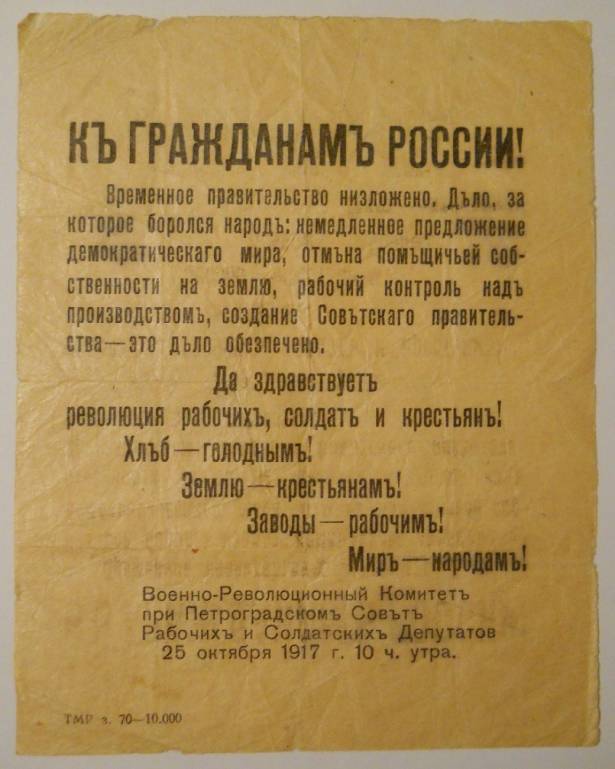 КЪ ГРАЖДАНАМЪ РОССИИ!
Временное правительство низложено. Дѣло, за
которое боролся народъ: немедленное предложение
демократическаго мира, отмѣна помѣщичьей соб-
ственности на землю, рабочий контроль надъ
производствомъ, создание Совѣтскаго правитель-
ства—это дѣло обезпечено.
Да здравствуетъ
революция рабочихъ, солдатъ и крестьянъ!
Хлѣб—голоднымъ!
Землю—крестьянамъ!
Заводы—рабочимъ!
Миръ—народамъ!
Военно-Революционный Комитетъ
при Петроградском Совѣтѣ
Рабочихъ и Солдатскихъ Депутатов
25 октября 1917 г. 10 ч. утра.
з. 70—10.000